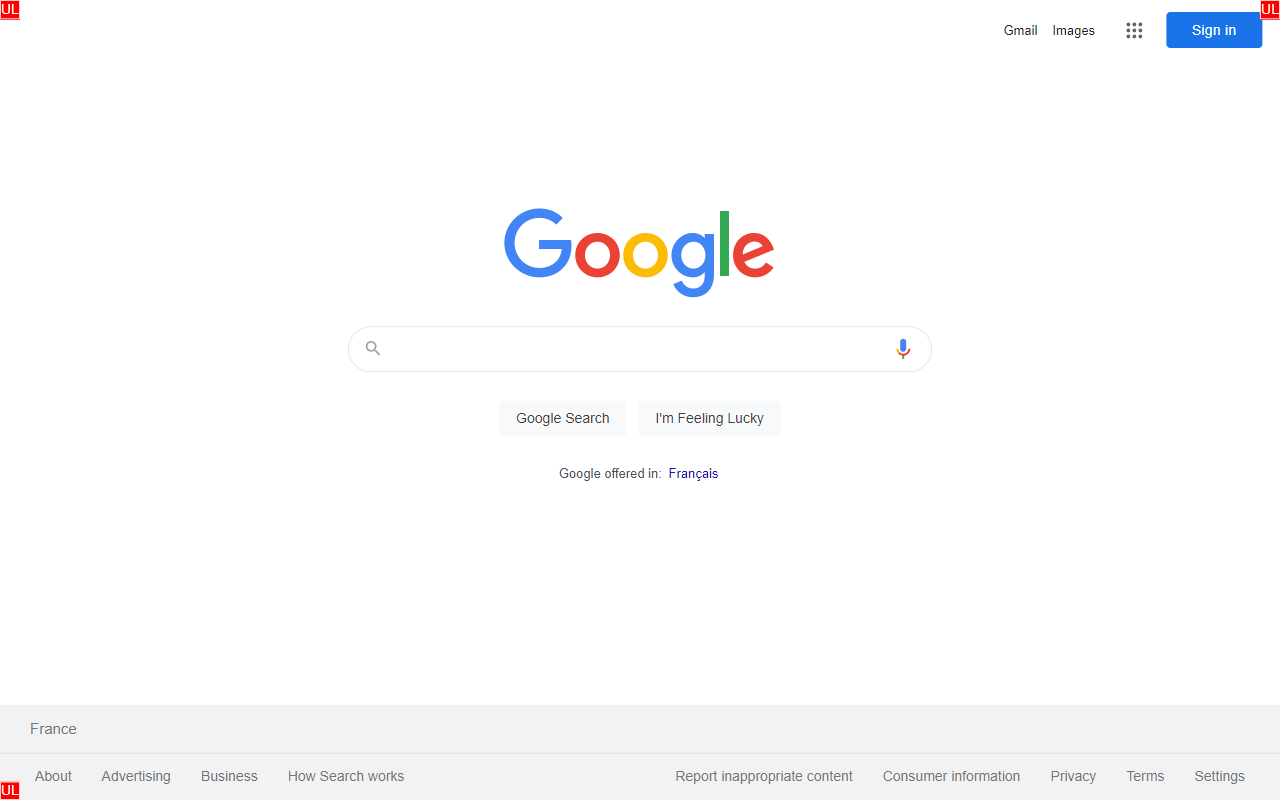 UL
UL
Gmail Images Sign in
Google
Google Search I'm Feeling Lucky
Google offered in: Français
France
About Advertising Business How Search works Report inappropriate content Consumer information Privacy Terms Settings
UL